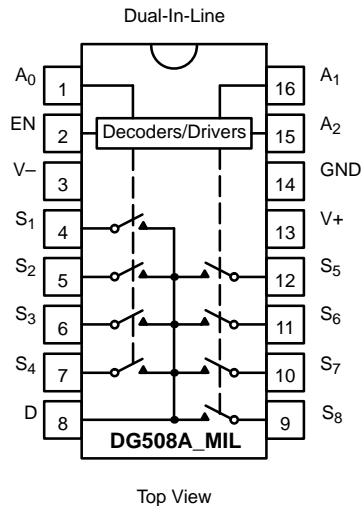 Dual-In-Line
A0 1 16 A1
EN 2 Decoders/Drivers 15 A2
V– 3 14 GND
S1 4 13 V+
S2 5 12 S5
S3 6 11 S6
S4 7 10 S7
D 8 9 S8
DG508A_MIL
Top View